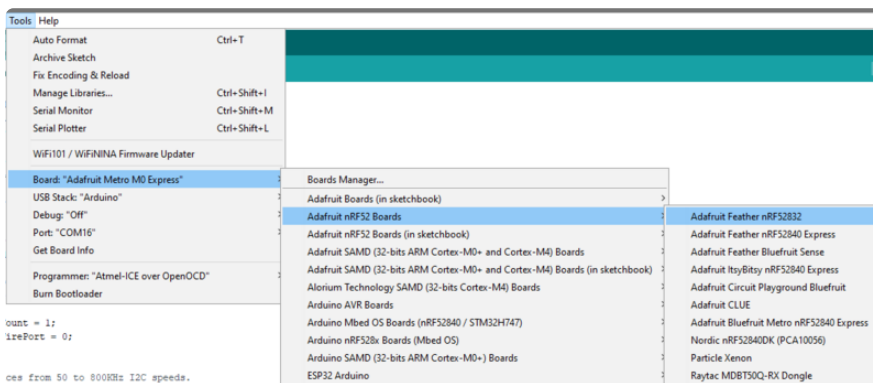 Tools Help
Auto Format Ctrl+T
Archive Sketch
Fix Encoding & Reload
Manage Libraries... Ctrl+Shift+I
Serial Monitor Ctrl+Shift+M
Serial Plotter Ctrl+Shift+L
WiFi101 / WiFiNINA Firmware Updater
Board: "Adafruit Metro M0 Express"
USB Stack: "Arduino"
Debug: "Off"
Port: "COM16"
Get Board Info
Programmer: "Atmel-ICE over OpenOCD"
Burn Bootloader
Boards Manager...
Adafruit Boards (in sketchbook)
Adafruit nRF52 Boards
Adafruit nRF52 Boards (in sketchbook)
Adafruit SAMD (32-bits ARM Cortex-M0+ and Cortex-M4) Boards
Adafruit SAMD (32-bits ARM Cortex-M0+ and Cortex-M4) Boards (in sketchbook)
Alorium Technology SAMD (32-bits Cortex-M4) Boards
Arduino AVR Boards
Arduino Mbed OS Boards (nRF52840 / STM32H747)
Arduino nRF528x Boards (Mbed OS)
Arduino SAMD (32-bits ARM Cortex-M0+) Boards
ESP32 Arduino
Adafruit Feather nRF52832
Adafruit Feather nRF52840 Express
Adafruit Feather Bluefruit Sense
Adafruit ItsyBitsy nRF52840 Express
Adafruit Circuit Playground Bluefruit
Adafruit CLUE
Adafruit Bluefruit Metro nRF52840 Express
Nordic nRF52840DK (PCA10056)
Particle Xenon
Raytac MDBT50Q-RX Dongle
ount = 1;
irePort = 0;
ces from 50 to 800KHz I2C speeds.